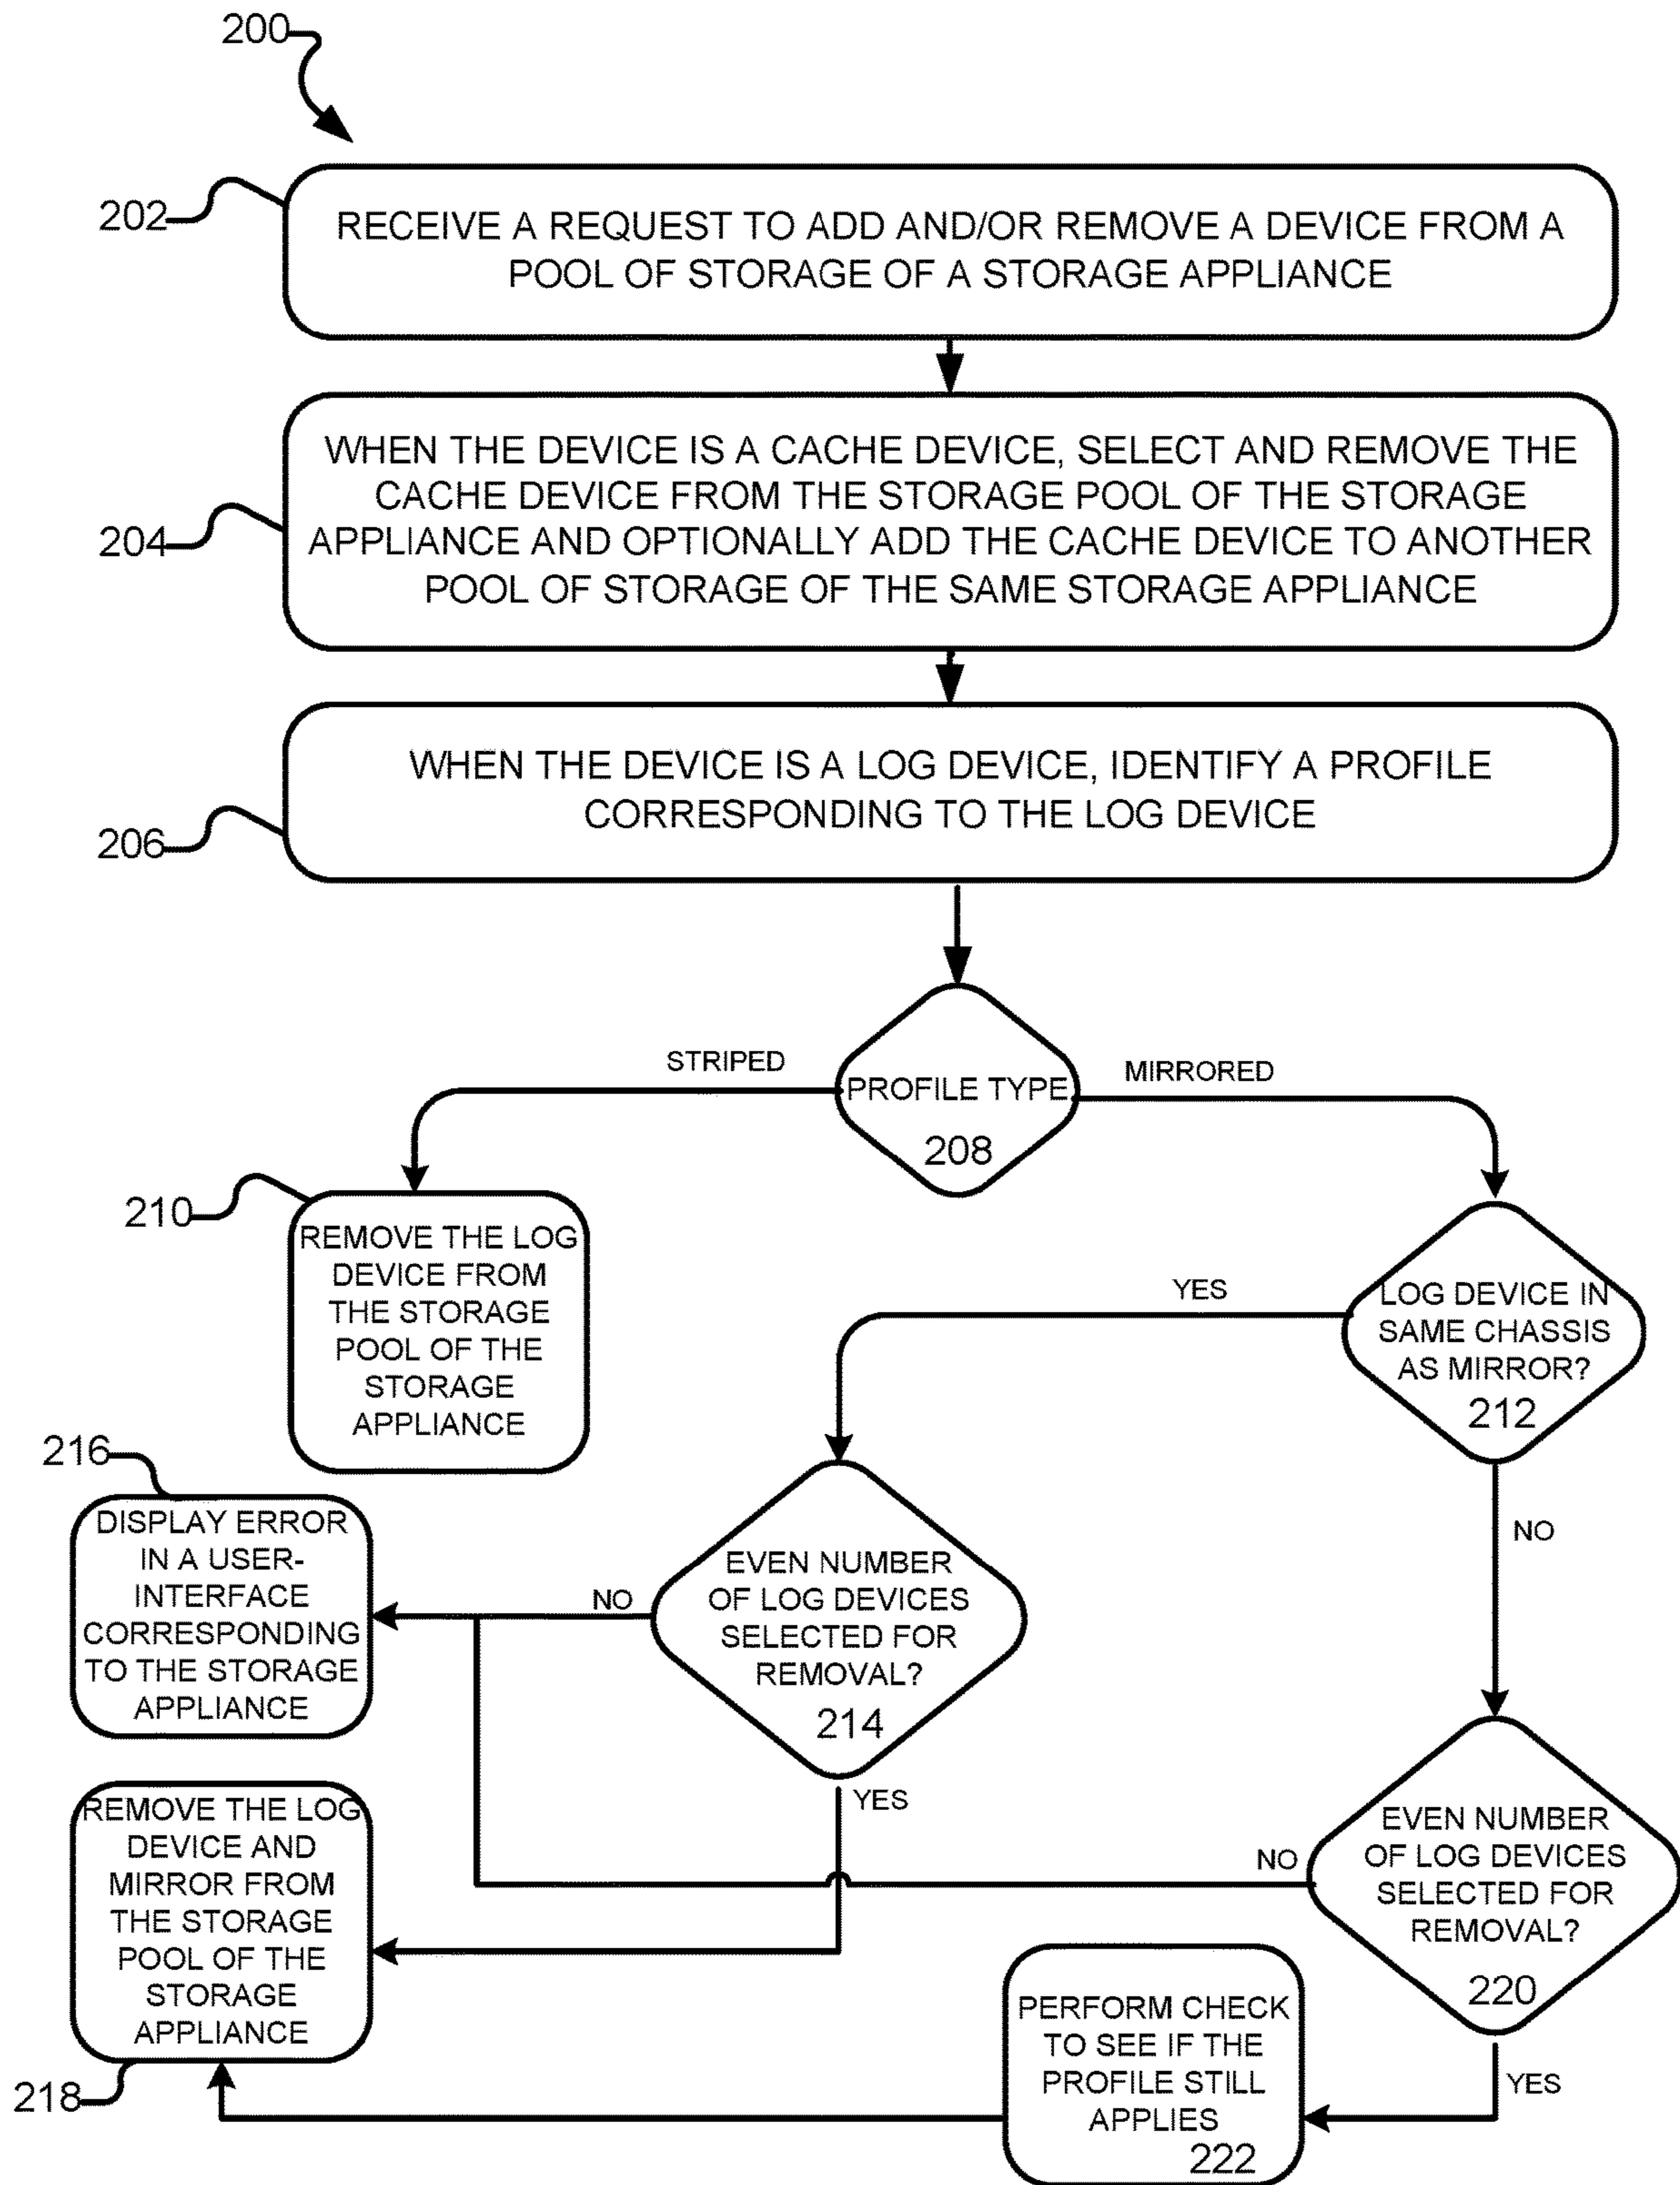 200
202
RECEIVE A REQUEST TO ADD AND/OR REMOVE A DEVICE FROM A
POOL OF STORAGE OF A STORAGE APPLIANCE
204
WHEN THE DEVICE IS A CACHE DEVICE, SELECT AND REMOVE THE
CACHE DEVICE FROM THE STORAGE POOL OF THE STORAGE
APPLIANCE AND OPTIONALLY ADD THE CACHE DEVICE TO ANOTHER
POOL OF STORAGE OF THE SAME STORAGE APPLIANCE
206
WHEN THE DEVICE IS A LOG DEVICE, IDENTIFY A PROFILE
CORRESPONDING TO THE LOG DEVICE
STRIPED
PROFILE TYPE
208
MIRRORED
210
REMOVE THE LOG
DEVICE FROM
THE STORAGE
POOL OF THE
STORAGE
APPLIANCE
YES
LOG DEVICE IN
SAME CHASSIS
AS MIRROR?
212
NO
216
DISPLAY ERROR
IN A USER-
INTERFACE
CORRESPONDING
TO THE STORAGE
APPLIANCE
NO
EVEN NUMBER
OF LOG DEVICES
SELECTED FOR
REMOVAL?
214
YES
REMOVE THE LOG
DEVICE AND
MIRROR FROM
THE STORAGE
POOL OF THE
STORAGE
APPLIANCE
218
NO
EVEN NUMBER
OF LOG DEVICES
SELECTED FOR
REMOVAL?
220
YES
PERFORM CHECK
TO SEE IF THE
PROFILE STILL
APPLIES
222